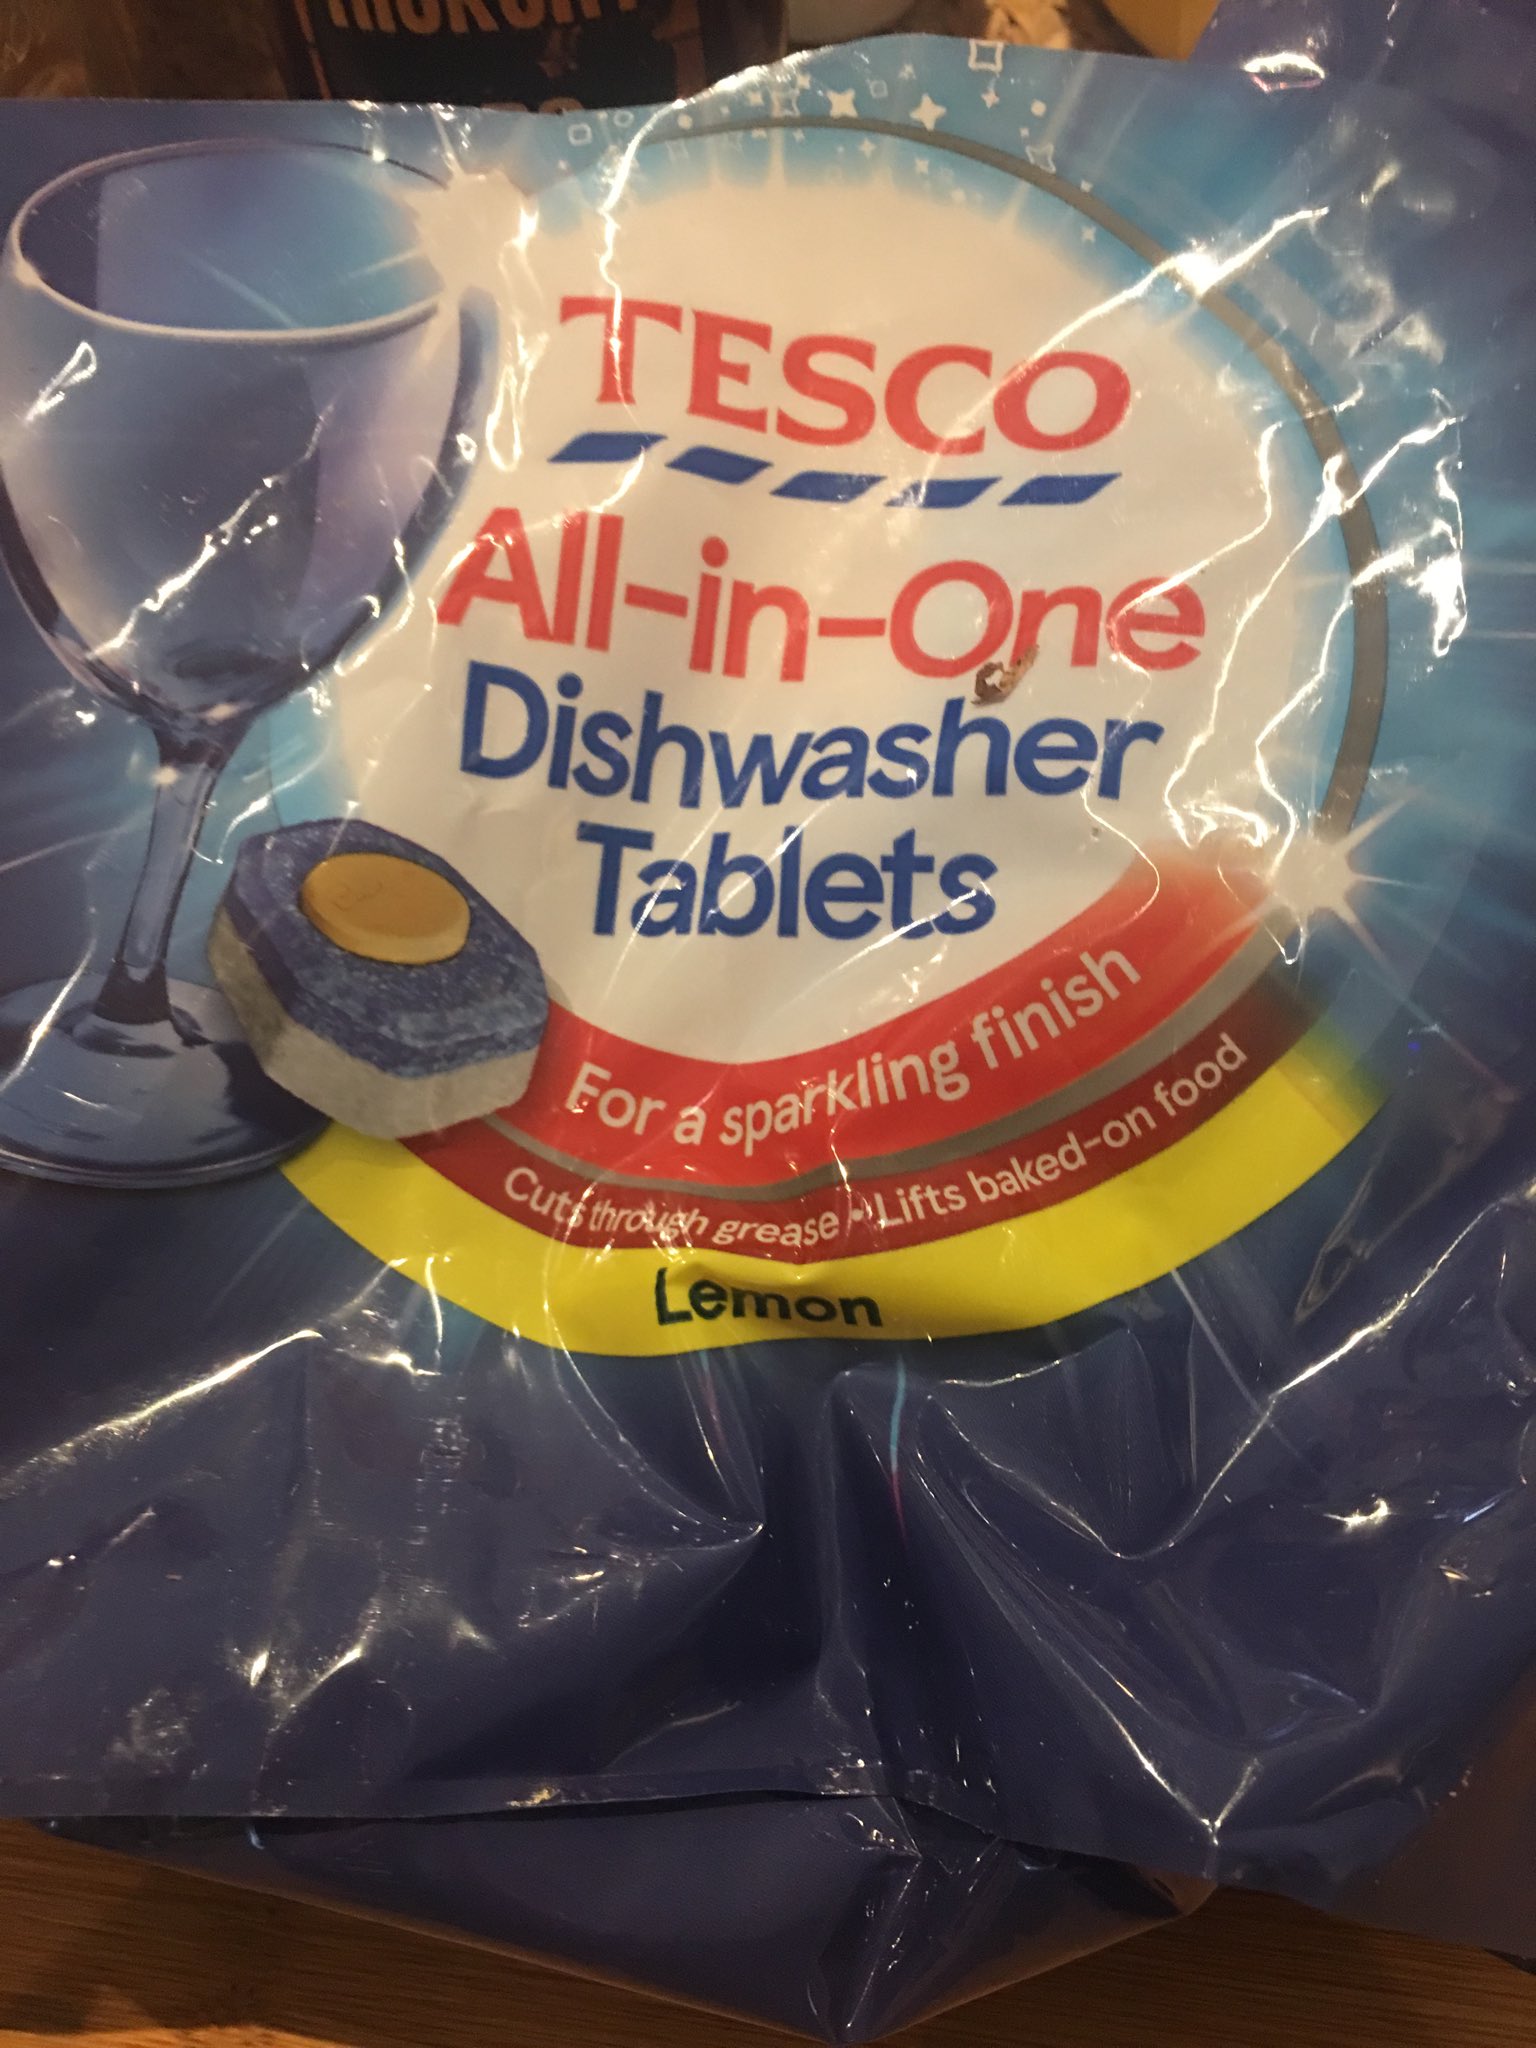 TESCO
All-in-One
Dishwasher
Tablets
For a sparkling finish
Cuts through grease • Lifts baked-on food
Lemon